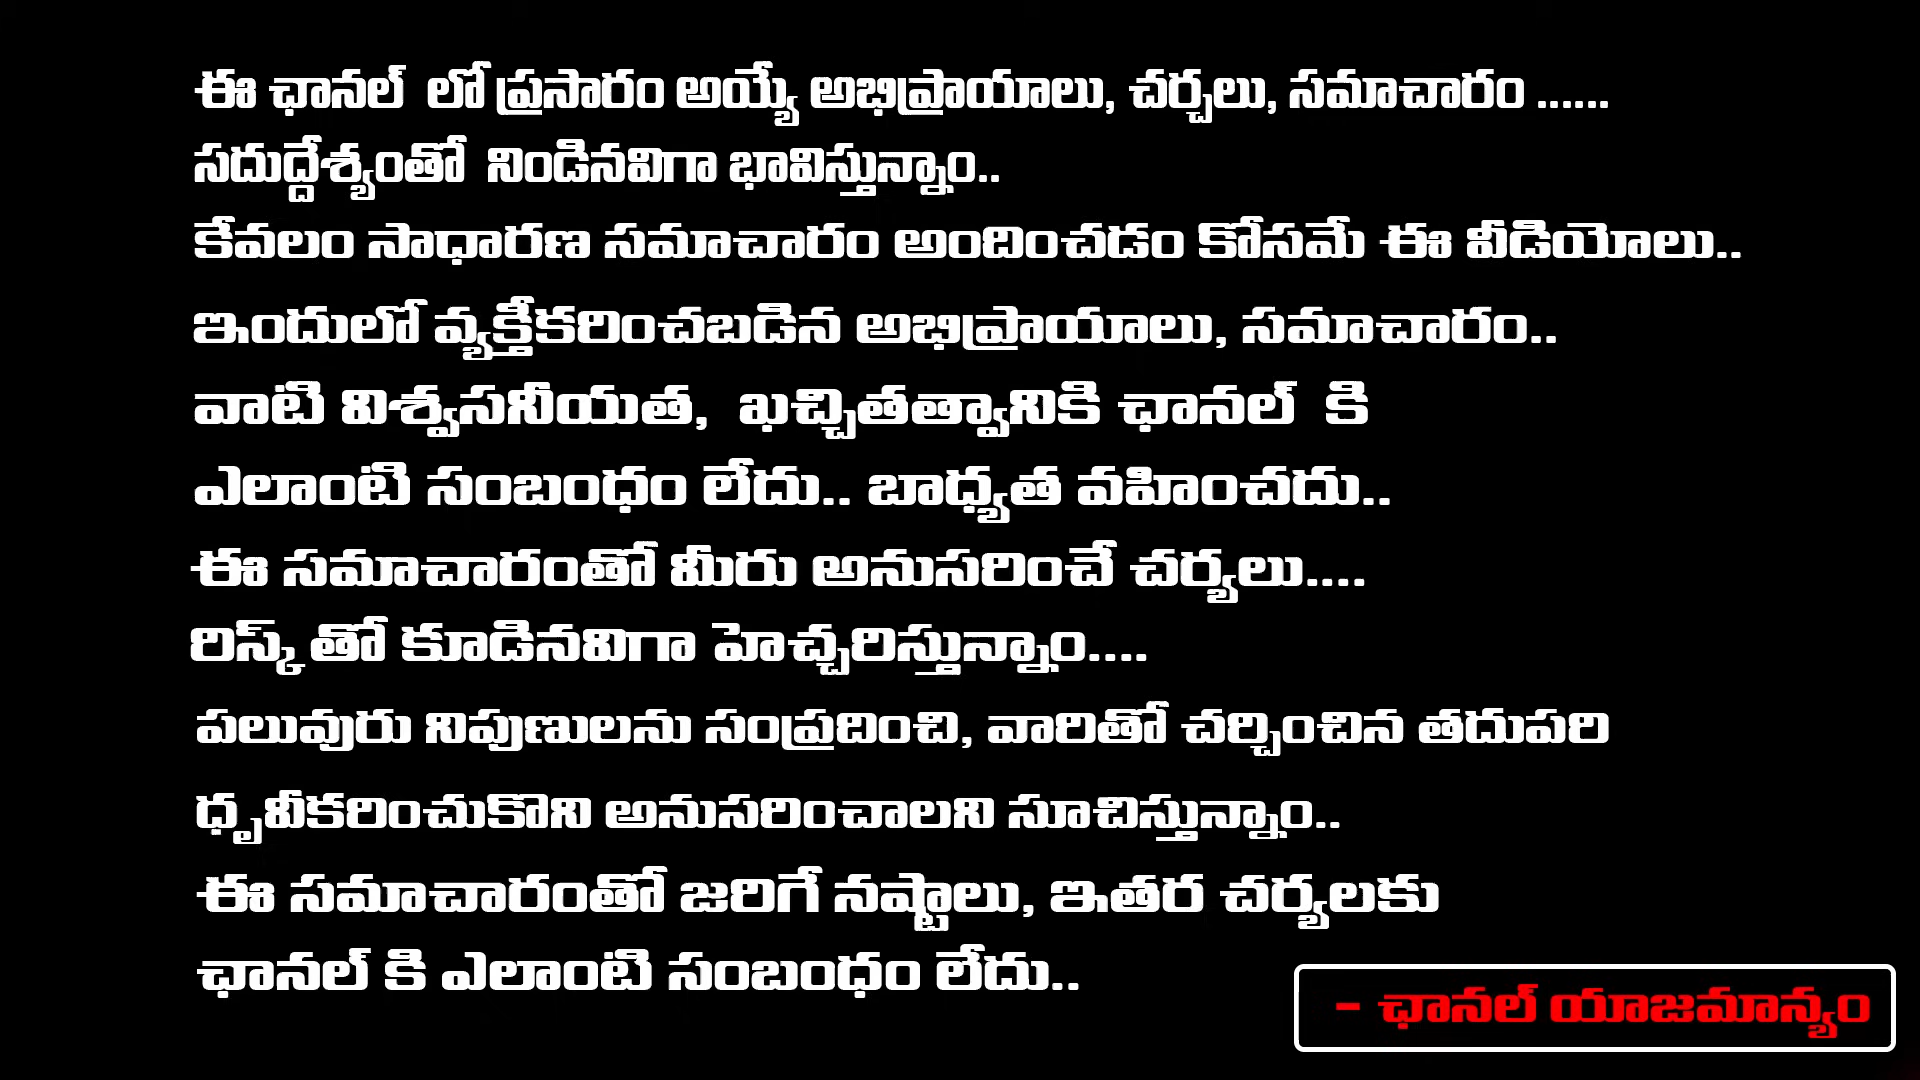 ఈ ఛానల్ లో ప్రసారం అయ్యే అభిప్రాయాలు, చర్చలు, సమాచారం ......
సదుద్దేశ్యంతో నిండినవిగా భావిస్తున్నాం..
కేవలం సాధారణ సమాచారం అందించడం కోసమే ఈ వీడియోలు..
ఇందులో వ్యక్తీకరించబడిన అభిప్రాయాలు, సమాచారం..
వాటి విశ్వసనీయత, ఖచ్చితత్వానికి ఛానల్ కి
ఎలాంటి సంబంధం లేదు.. బాధ్యత వహించదు..
ఈ సమాచారంతో మీరు అనుసరించే చర్యలు....
రిస్క్ తో కూడినవిగా హెచ్చరిస్తున్నాం....
పలువురు నిపుణులను సంప్రదించి, వారితో చర్చించిన తదుపరి
ధృవీకరించుకొని అనుసరించాలని సూచిస్తున్నాం..
ఈ సమాచారంతో జరిగే నష్టాలు, ఇతర చర్యలకు
ఛానల్ కి ఎలాంటి సంబంధం లేదు..
- ఛానల్ యాజమాన్యం